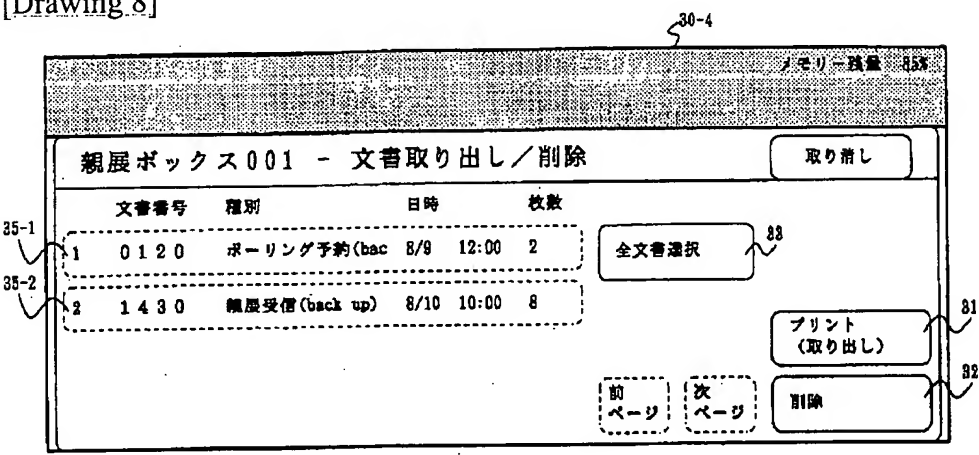 [Drawing 8]
30-4
メモリー残量 85%
親展ボックス001 - 文書取り出し／削除
取り消し
文書番号 種別 日時 枚数
35-1
1 0120 ポーリング予約(bac 8/9 12:00 2
全文書選択
33
35-2
2 1430 親展受信(back up) 8/10 10:00 8
プリント
(取り出し)
31
前
ページ
次
ページ
削除
32